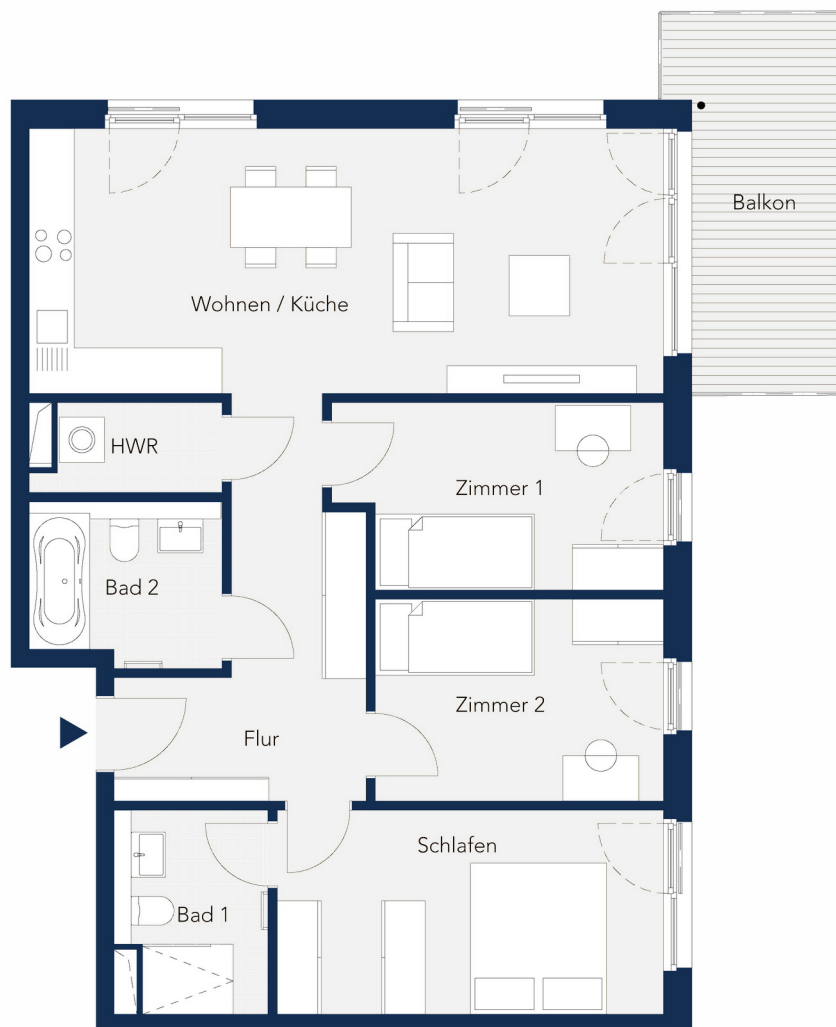 Balkon
Wohnen / Küche
HWR
Zimmer 1
Bad 2
Zimmer 2
Flur
Schlafen
Bad 1